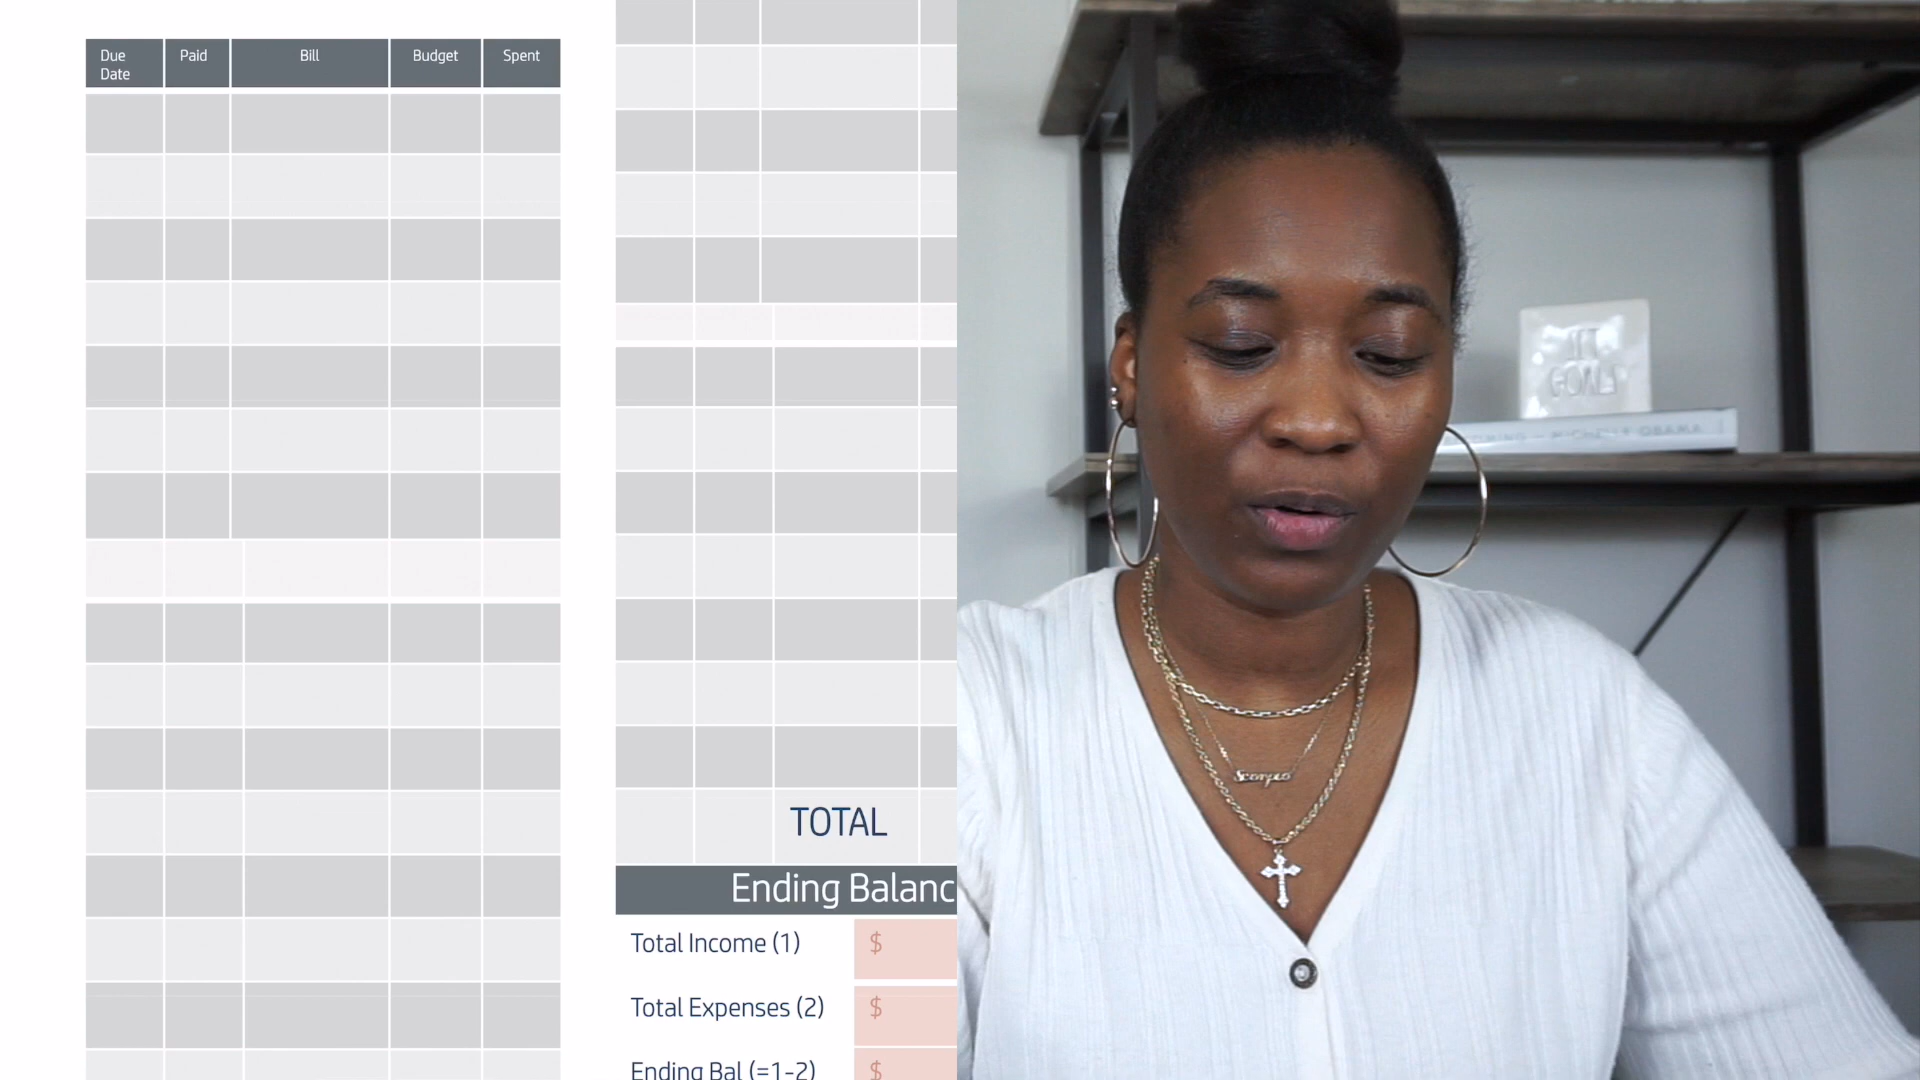 Due
Date
Paid
Bill
Budget
Spent
TOTAL
Ending Balanc
Total Income (1)
$
Total Expenses (2)
$
Ending Bal (=1-2)
$
MICHELLE OBAMA
Scorpio